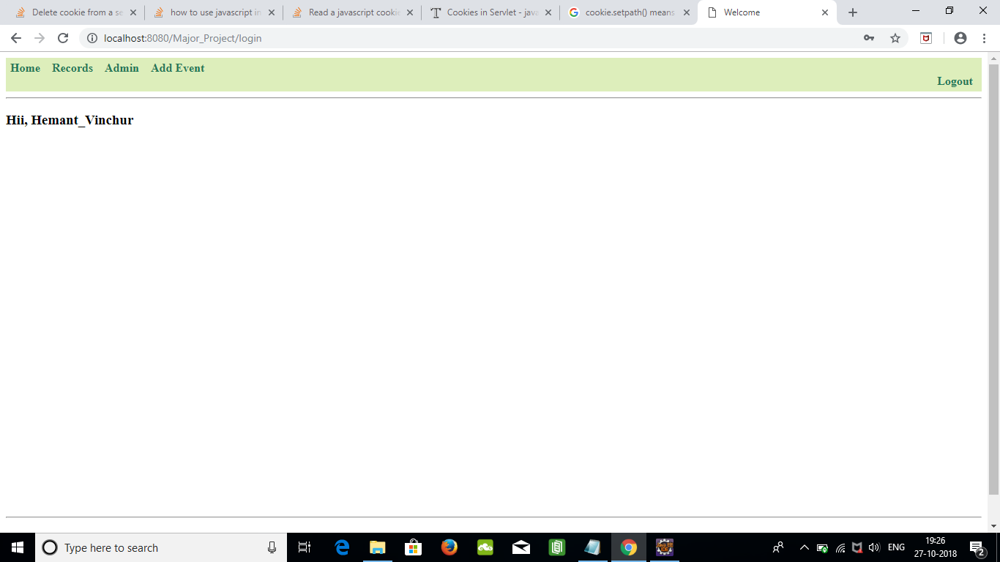 Delete cookie from a se
how to use javascript in
Read a javascript cookie
Cookies in Servlet - java
cookie.setpath() means
Welcome
localhost:8080/Major_Project/login
Home Records Admin Add Event
Logout
Hii, Hemant_Vinchur
Type here to search
ENG
19:26
27-10-2018
2